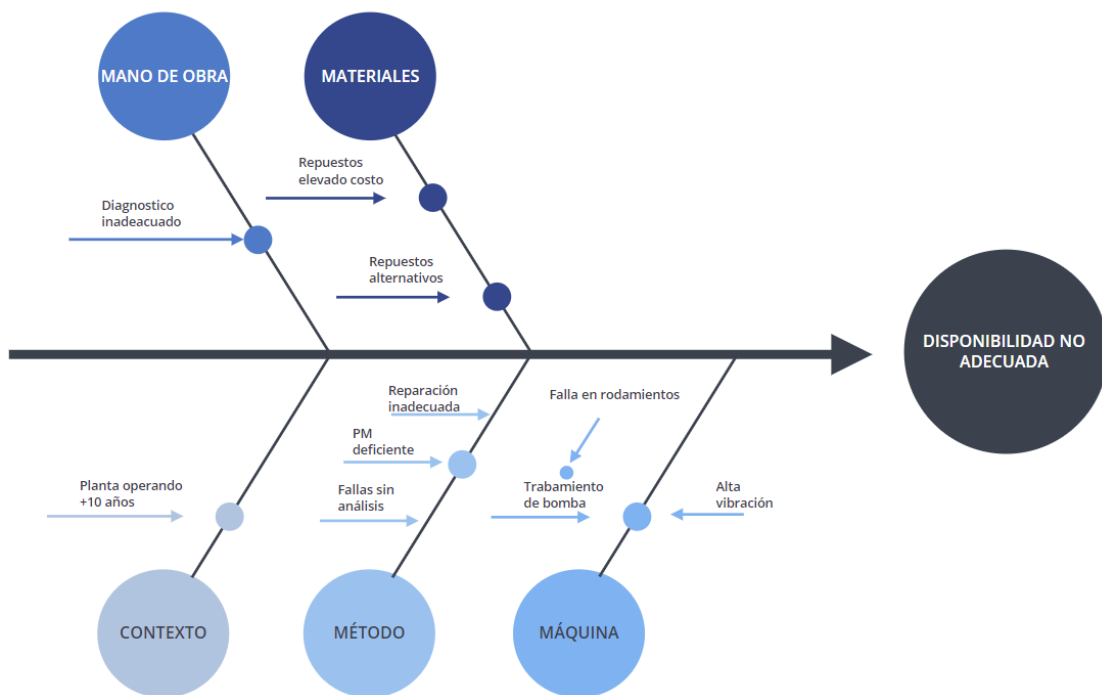 MANO DE OBRA
MATERIALES
Repuestos
elevado costo
Diagnostico
inadeacuado
Repuestos
alternativos
DISPONIBILIDAD NO
ADECUADA
Reparación
inadecuada
Falla en rodamientos
PM
deficiente
Planta operando
+10 años
Fallas sin
análisis
Trabamiento
de bomba
Alta
vibración
CONTEXTO
MÉTODO
MÁQUINA